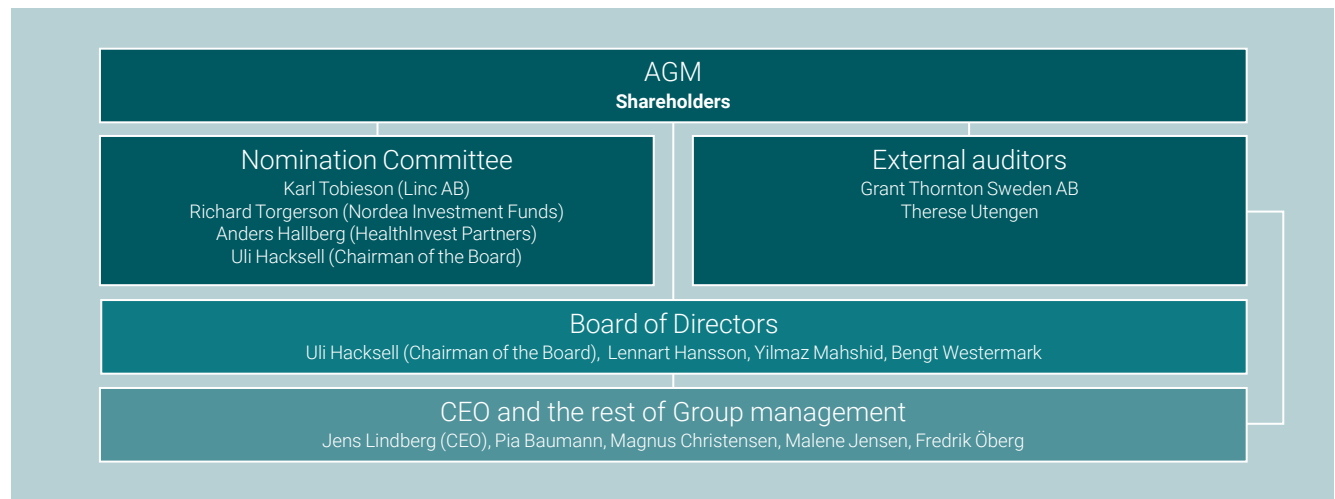 AGM
Shareholders
Nomination Committee
Karl Tobieson (Linc AB)
Richard Torgerson (Nordea Investment Funds)
Anders Hallberg (HealthInvest Partners)
Uli Hacksell (Chairman of the Board)
External auditors
Grant Thornton Sweden AB
Therese Utengen
Board of Directors
Uli Hacksell (Chairman of the Board), Lennart Hansson, Yilmaz Mahshid, Bengt Westermark
CEO and the rest of Group management
Jens Lindberg (CEO), Pia Baumann, Magnus Christensen, Malene Jensen, Fredrik Öberg